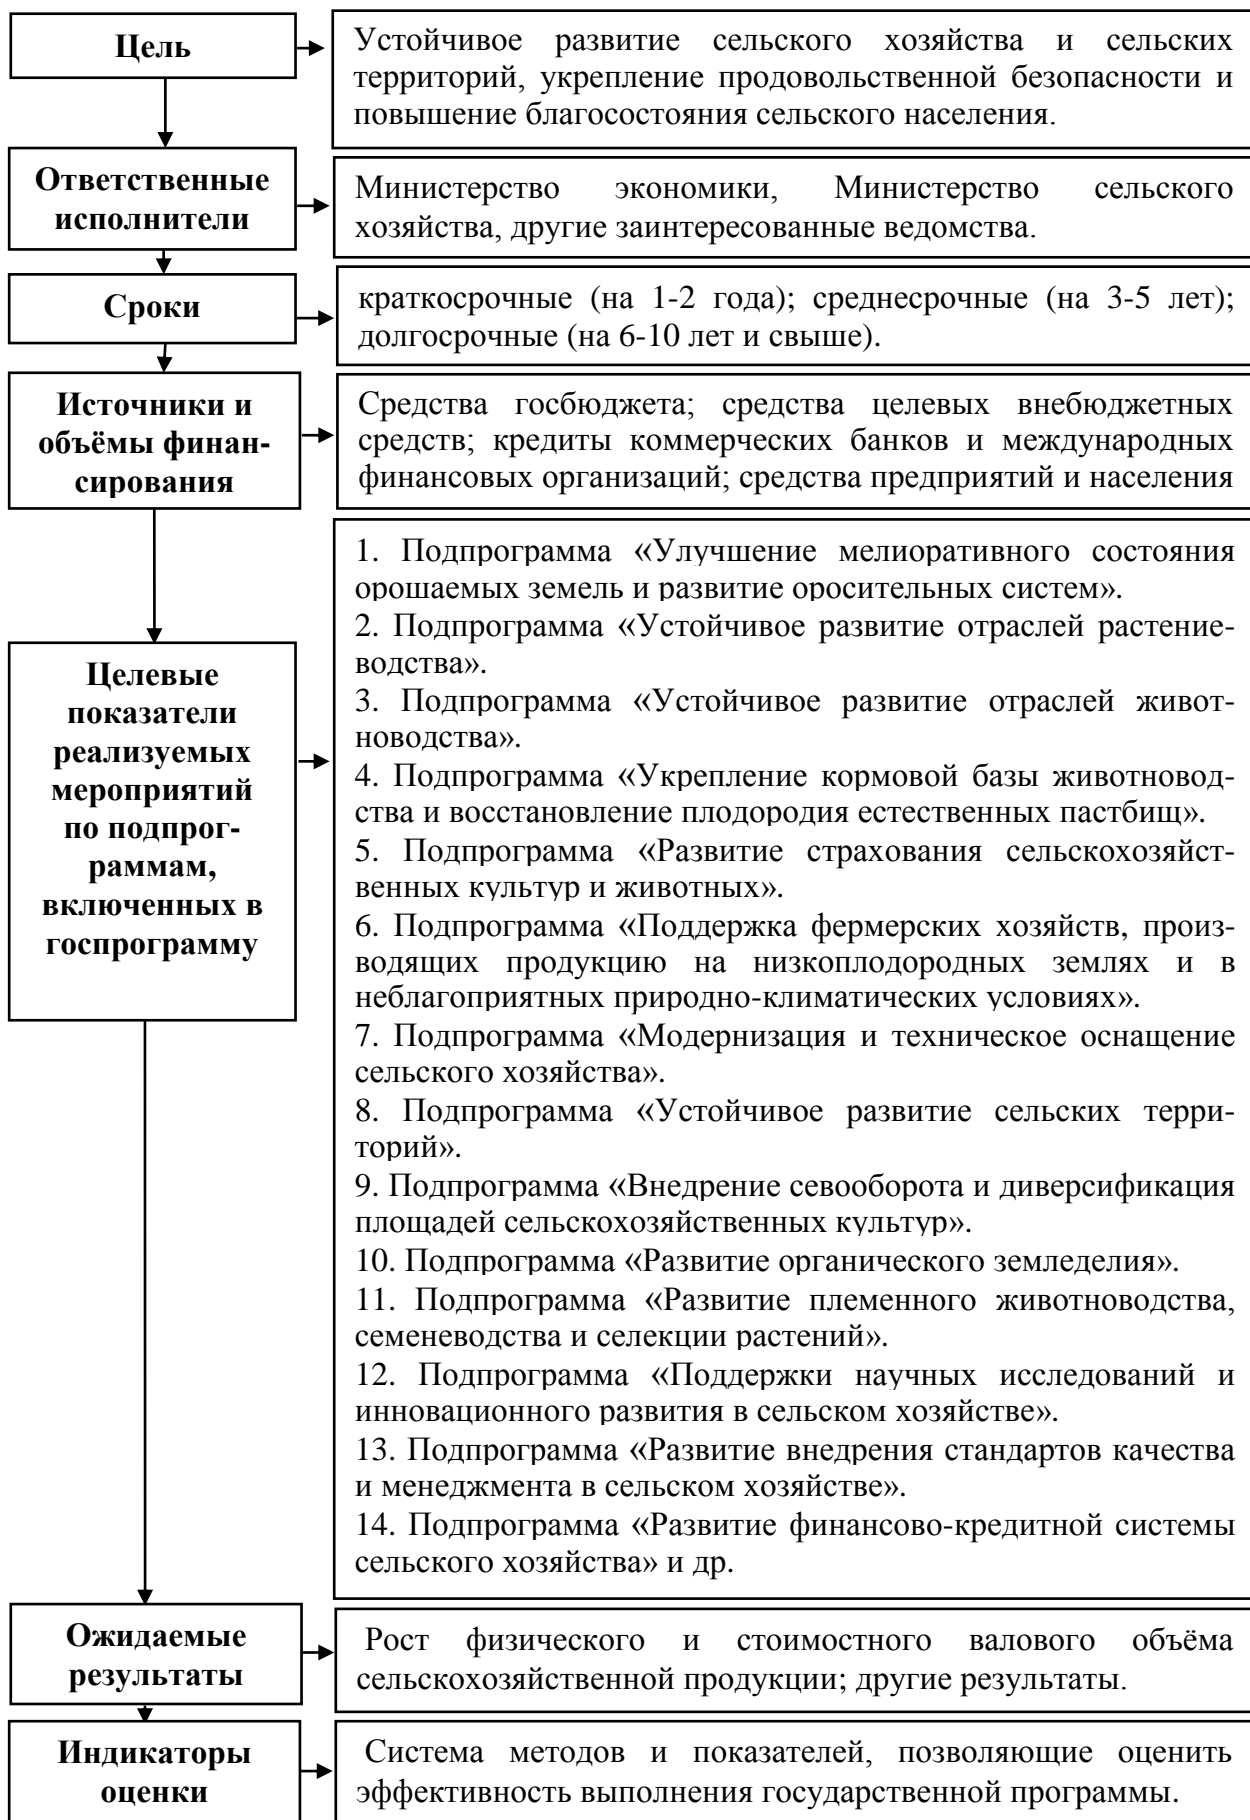 Цель
Устойчивое развитие сельского хозяйства и сельских
территорий, укрепление продовольственной безопасности и
повышение благосостояния сельского населения.
Ответственные
исполнители
Министерство экономики, Министерство сельского
хозяйства, другие заинтересованные ведомства.
Сроки
краткосрочные (на 1-2 года); среднесрочные (на 3-5 лет);
долгосрочные (на 6-10 лет и свыше).
Источники и
объёмы финан-
сирования
Средства госбюджета; средства целевых внебюджетных
средств; кредиты коммерческих банков и международных
финансовых организаций; средства предприятий и населения
Целевые
показатели
реализуемых
мероприятий
по подпрог-
раммам,
включенных в
госпрограмму
1. Подпрограмма «Улучшение мелиоративного состояния
орошаемых земель и развитие оросительных систем».
2. Подпрограмма «Устойчивое развитие отраслей растение-
водства».
3. Подпрограмма «Устойчивое развитие отраслей живот-
новодства».
4. Подпрограмма «Укрепление кормовой базы животновод-
ства и восстановление плодородия естественных пастбищ».
5. Подпрограмма «Развитие страхования сельскохозяйст-
венных культур и животных».
6. Подпрограмма «Поддержка фермерских хозяйств, произ-
водящих продукцию на низкоплодородных землях и в
неблагоприятных природно-климатических условиях».
7. Подпрограмма «Модернизация и техническое оснащение
сельского хозяйства».
8. Подпрограмма «Устойчивое развитие сельских терри-
торий».
9. Подпрограмма «Внедрение севооборота и диверсификация
площадей сельскохозяйственных культур».
10. Подпрограмма «Развитие органического земледелия».
11. Подпрограмма «Развитие племенного животноводства,
семеневодства и селекции растений».
12. Подпрограмма «Поддержки научных исследований и
инновационного развития в сельском хозяйстве».
13. Подпрограмма «Развитие внедрения стандартов качества
и менеджмента в сельском хозяйстве».
14. Подпрограмма «Развитие финансово-кредитной системы
сельского хозяйства» и др.
Ожидаемые
результаты
Рост физического и стоимостного валового объёма
сельскохозяйственной продукции; другие результаты.
Индикаторы
оценки
Система методов и показателей, позволяющие оценить
эффективность выполнения государственной программы.